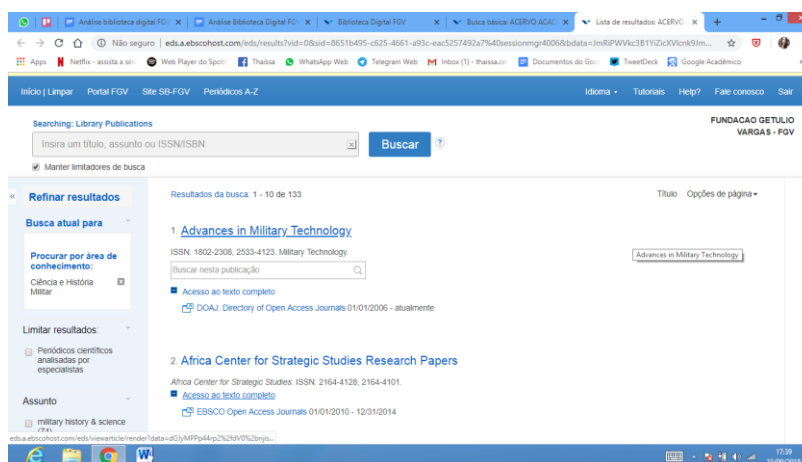 Análise biblioteca digital FG
Análise Biblioteca Digital FG
Biblioteca Digital FGV
Busca básica: ACERVO ACAD
Lista de resultados: ACERVO
Não seguro | eds.a.ebscohost.com/eds/results?vid=0&sid=8651b495-c625-4661-a93c-eac5257492a7%40sessionmgr4006&bdata=JmRiPWVkc3B1YiZicXVlcnk9Jm...
Apps Netflix - assista a séri Web Player do Spoti Thaissa WhatsApp Web Telegram Web Inbox (1) - thaissa.co Documentos do Goo TweetDeck Google Acadêmico
Início | Limpar Portal FGV Site SB-FGV Periódicos A-Z Idioma Tutoriais Help? Fale conosco Sair
Searching: Library Publications
FUNDACAO GETULIO
VARGAS - FGV
Insira um título, assunto ou ISSN/ISBN
Buscar
Manter limitadores de busca
Refinar resultados
Resultados da busca: 1 - 10 de 133
Título Opções de página
Busca atual para
Procurar por área de
conhecimento:
Ciência e História
Militar
Limitar resultados:
Periódicos científicos
analisadas por
especialistas
Assunto
military history & science
(74)
1. Advances in Military Technology
ISSN: 1802-2308, 2533-4123. Military Technology.
Advances in Military Technology
Buscar nesta publicação
Acesso ao texto completo
DOAJ: Directory of Open Access Journals 01/01/2006 - atualmente
2. Africa Center for Strategic Studies Research Papers
Africa Center for Strategic Studies. ISSN: 2164-4128, 2164-4101.
Acesso ao texto completo
EBSCO Open Access Journals 01/01/2010 - 12/31/2014
17:39